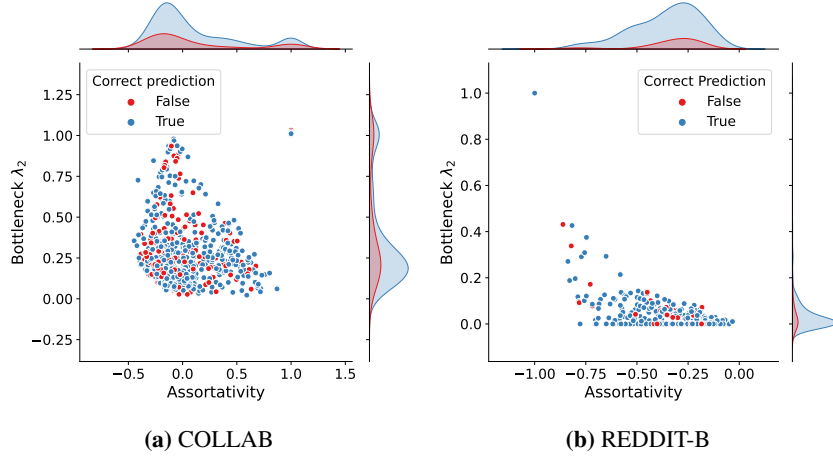 Correct prediction
False
True
Bottleneck λ₂
1.25
1.00
0.75
0.50
0.25
0.00
−0.25
−0.5 0.0 0.5 1.0 1.5
Assortativity
(a) COLLAB
Correct Prediction
False
True
Bottleneck λ₂
1.0
0.8
0.6
0.4
0.2
0.0
−1.00 −0.75 −0.50 −0.25 0.00
Assortativity
(b) REDDIT-B